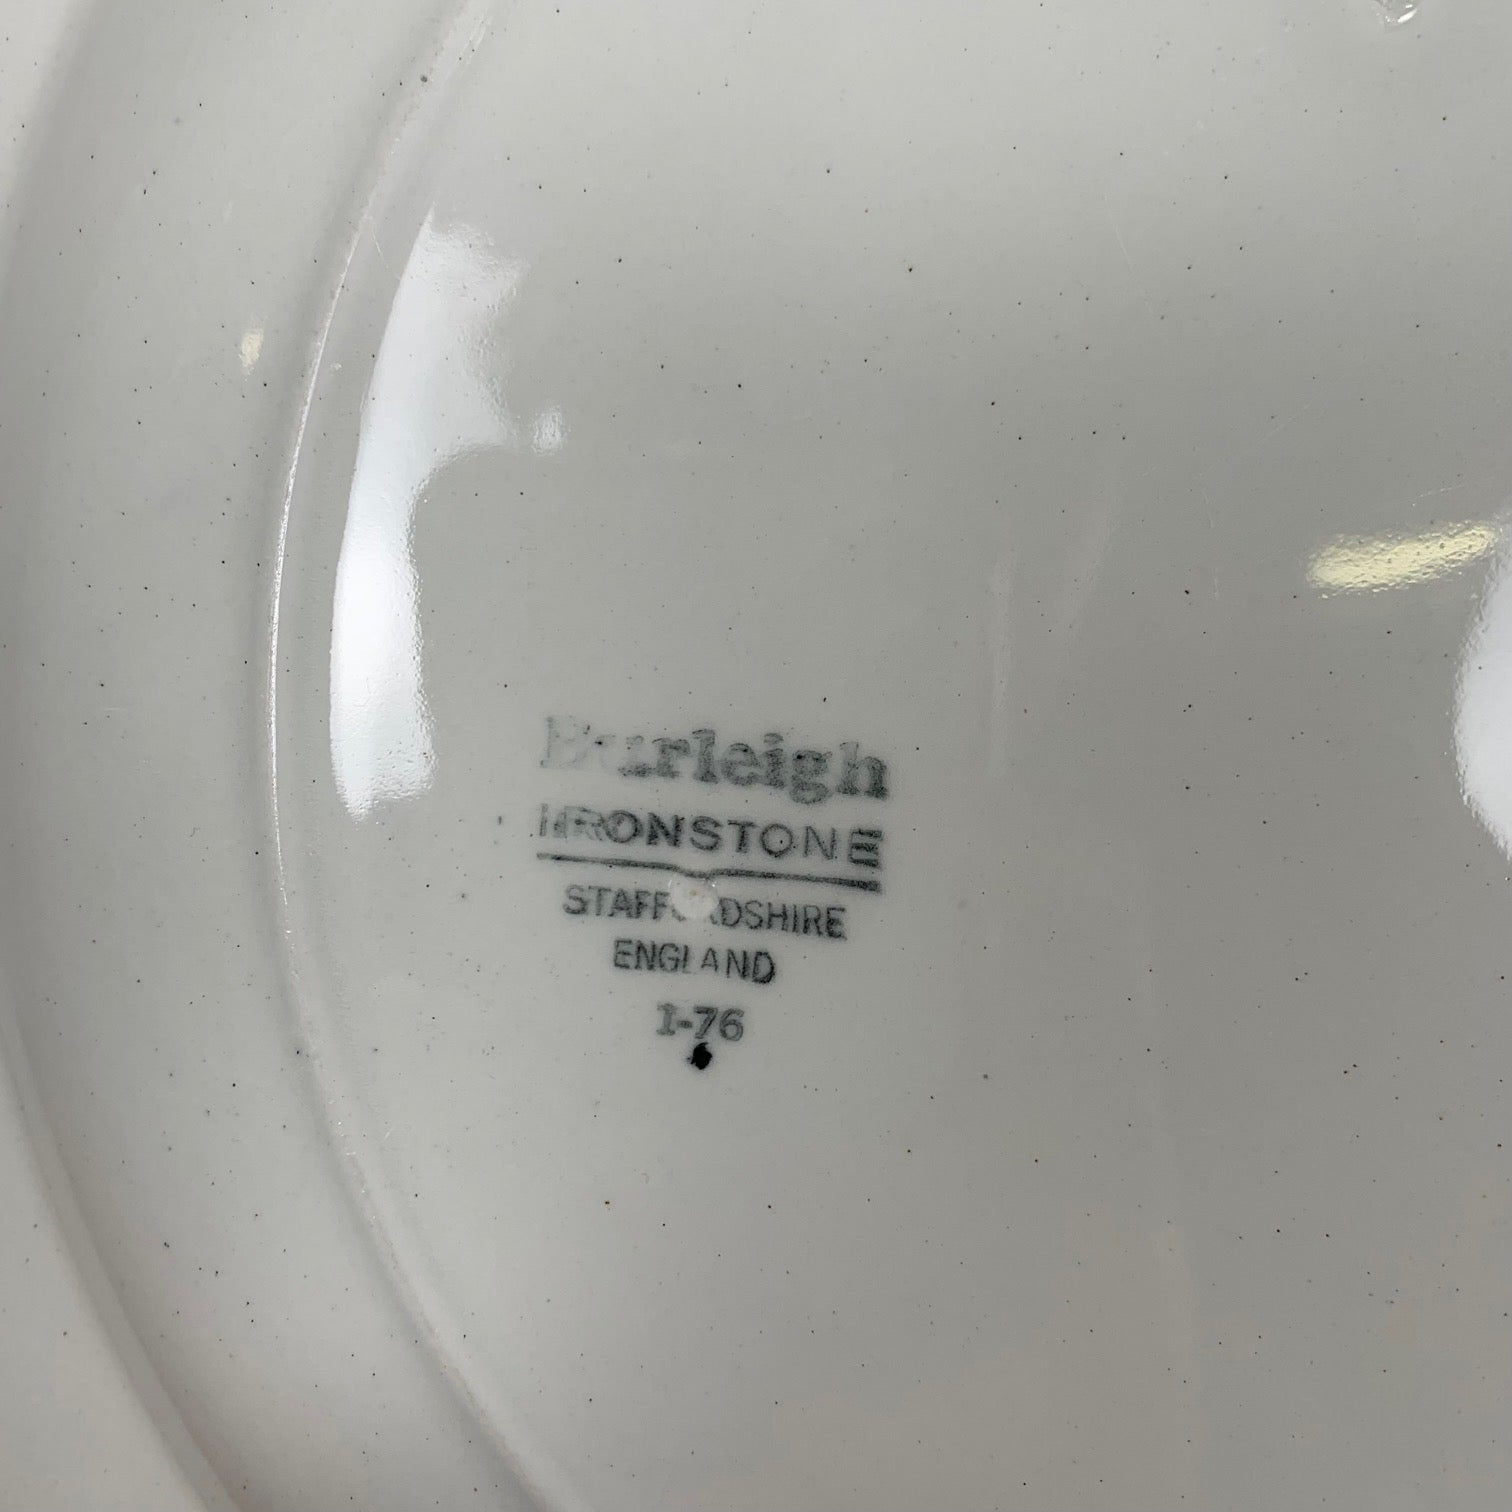 Burleigh
IRONSTONE
STAFFORDSHIRE
ENGLAND
I-76